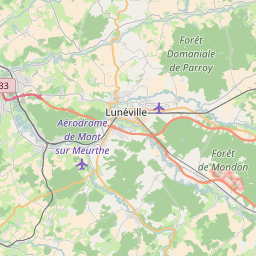 Forêt
Domaniale
de Parroy
33
Lunéville
Aérodrome
de Mont
sur Meurthe
Forêt
de Mondon